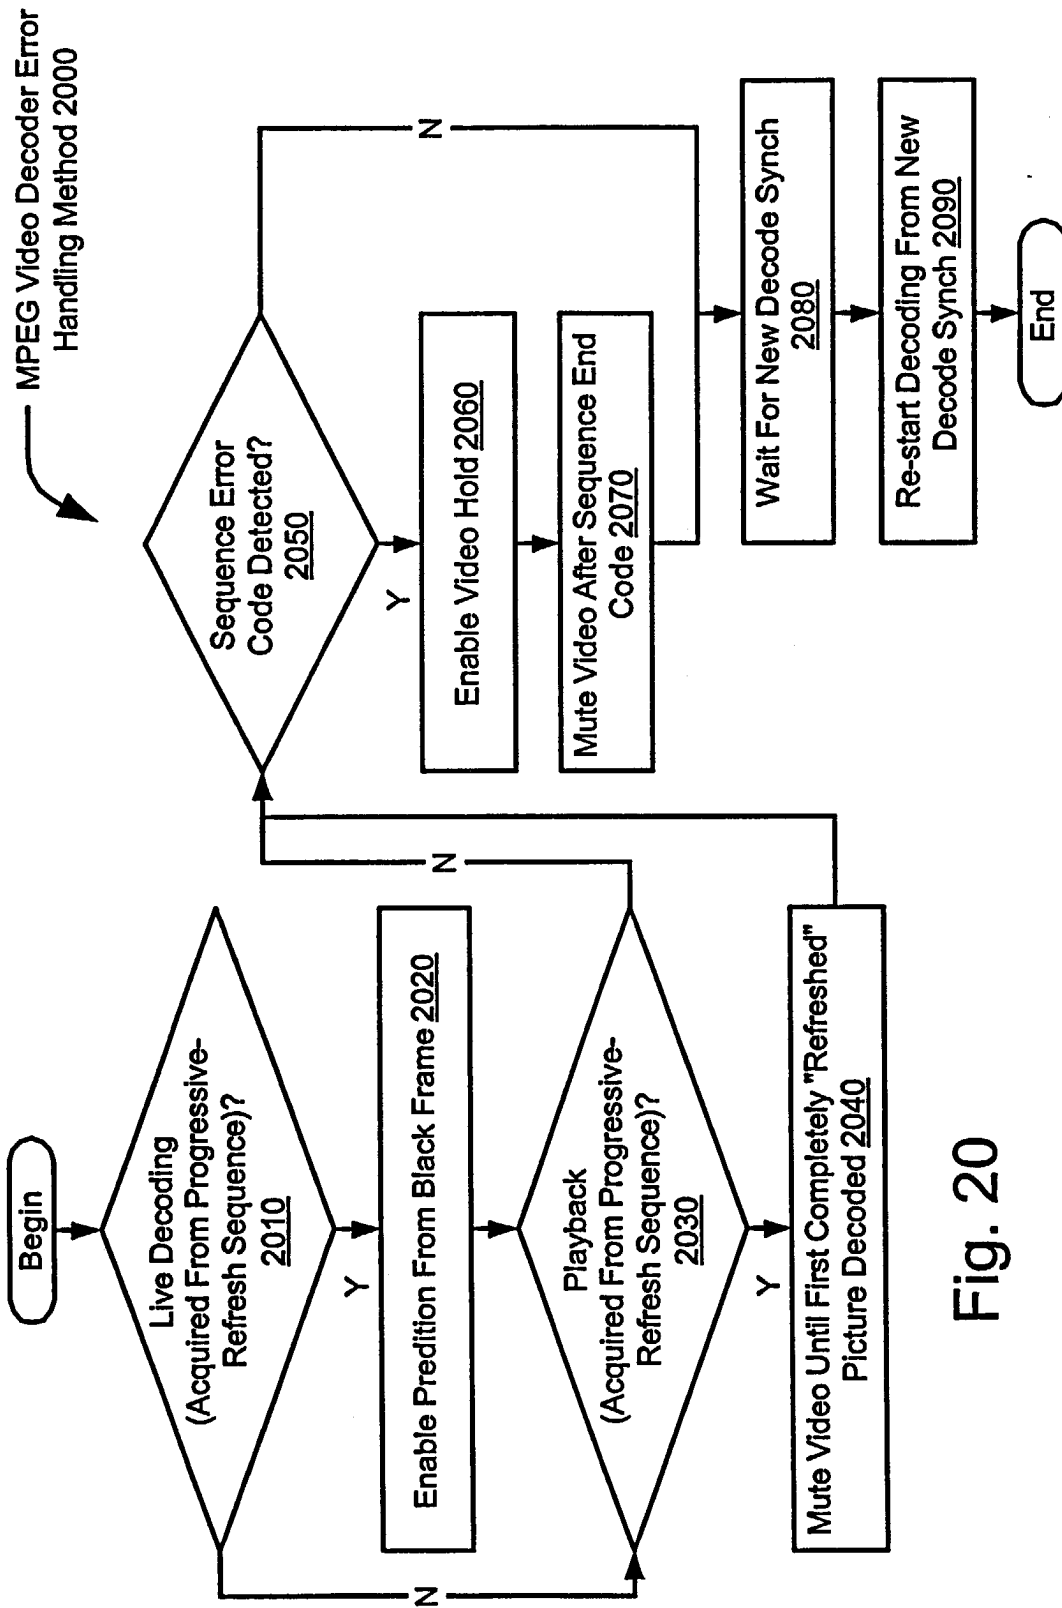 MPEG Video Decoder Error
Handling Method 2000
Begin
Live Decoding
(Acquired From Progressive-
Refresh Sequence)?
2010
Y
N
Enable Predition From Black Frame 2020
Playback
(Acquired From Progressive-
Refresh Sequence)?
2030
Y
N
Mute Video Until First Completely "Refreshed"
Picture Decoded 2040
Sequence Error
Code Detected?
2050
Y
N
Enable Video Hold 2060
Mute Video After Sequence End
Code 2070
Wait For New Decode Synch
2080
Re-start Decoding From New
Decode Synch 2090
End
Fig. 20